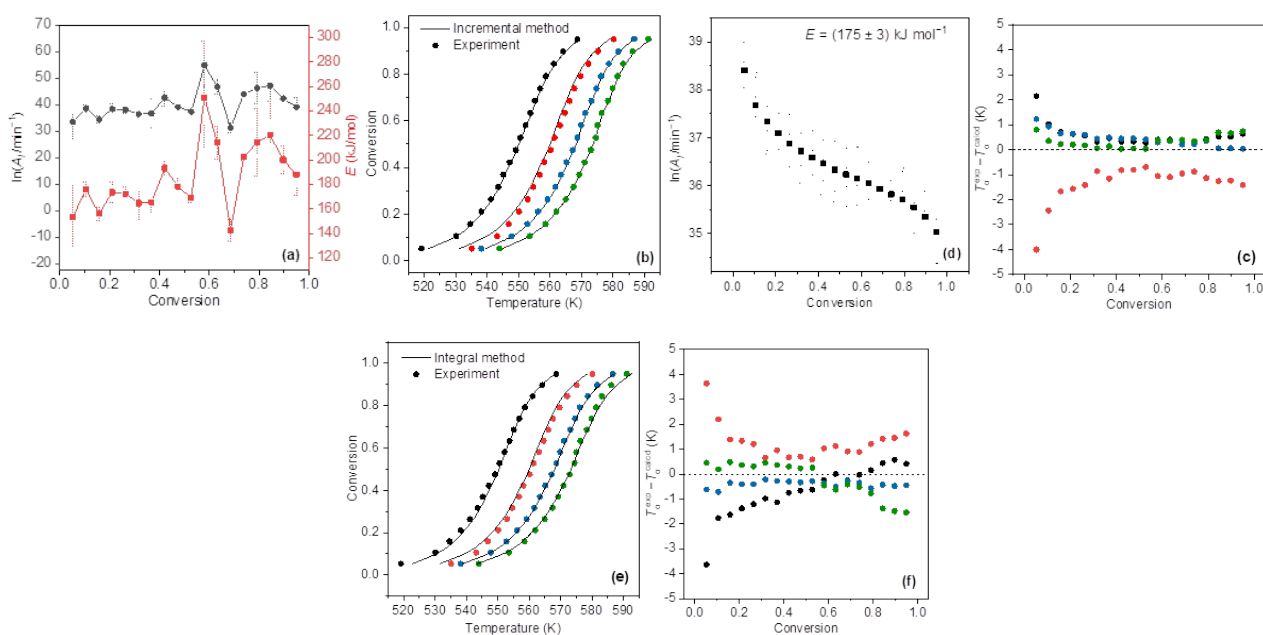 70
60
50
40
30
20
10
0
-10
-20
ln(Aⱼ/min⁻¹)
300
280
260
240
220
200
180
160
140
120
E (kJ/mol)
(a)
0.0 0.2 0.4 0.6 0.8 1.0
Conversion
1.0
0.8
0.6
0.4
0.2
0.0
Conversion
Incremental method
Experiment
(b)
520 530 540 550 560 570 580 590
Temperature (K)
39
38
37
36
35
ln(Aⱼ/min⁻¹)
E = (175 ± 3) kJ mol⁻¹
(d)
0.0 0.2 0.4 0.6 0.8 1.0
Conversion
5
4
3
2
1
0
-1
-2
-3
-4
-5
Tα^exp − Tα^calcd (K)
(c)
0.0 0.2 0.4 0.6 0.8 1.0
Conversion
1.0
0.8
0.6
0.4
0.2
0.0
Conversion
Integral method
Experiment
(e)
520 530 540 550 560 570 580 590
Temperature (K)
5
4
3
2
1
0
-1
-2
-3
-4
-5
Tα^exp − Tα^calcd (K)
(f)
0.0 0.2 0.4 0.6 0.8 1.0
Conversion